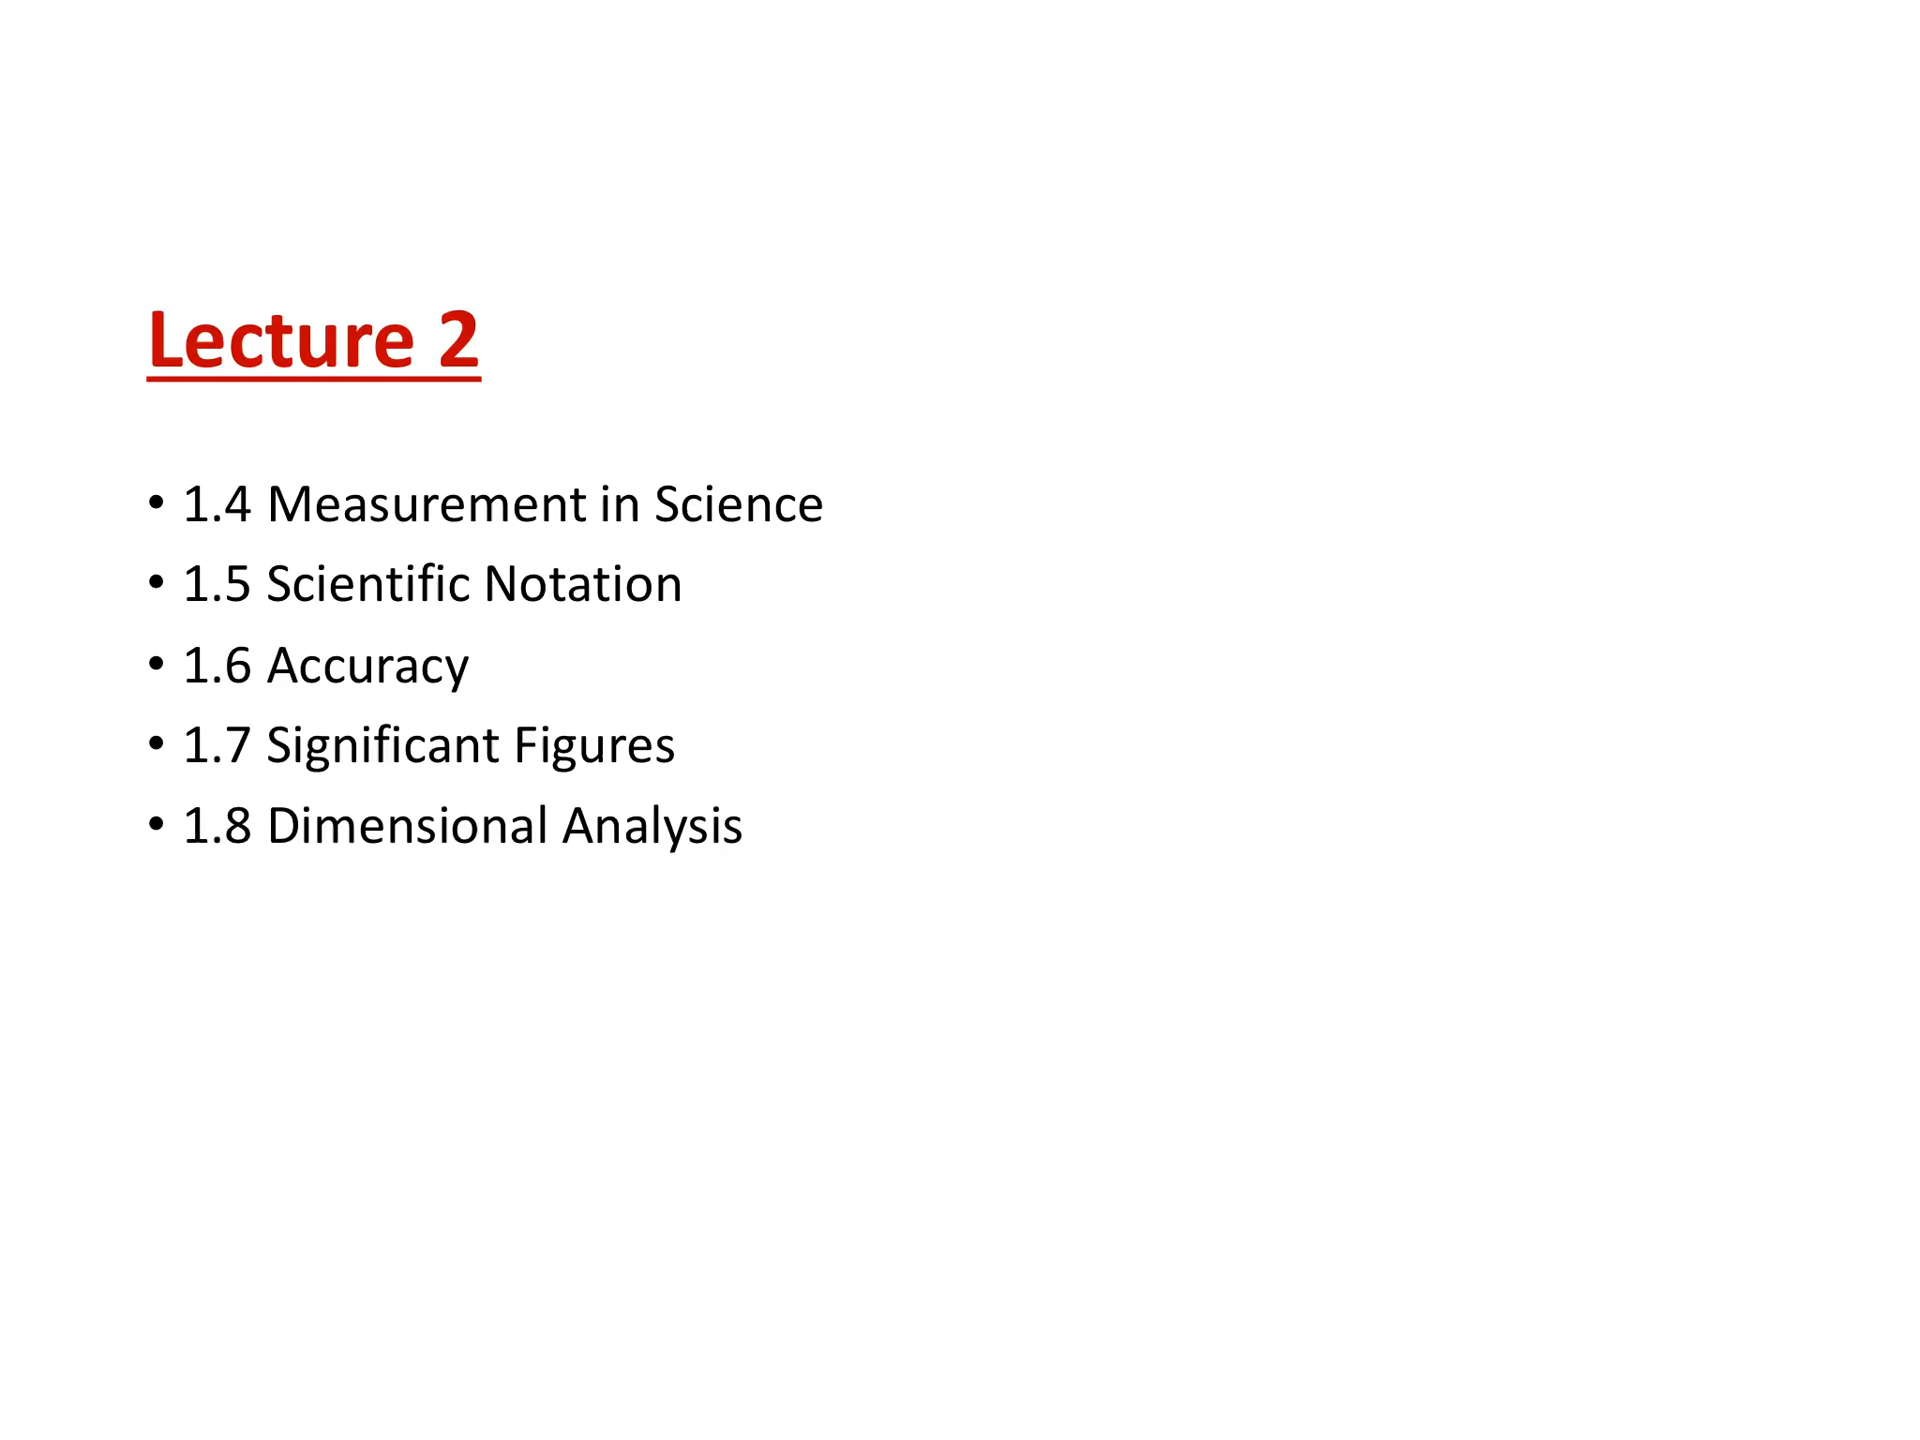 Lecture 2
• 1.4 Measurement in Science
• 1.5 Scientific Notation
• 1.6 Accuracy
• 1.7 Significant Figures
• 1.8 Dimensional Analysis